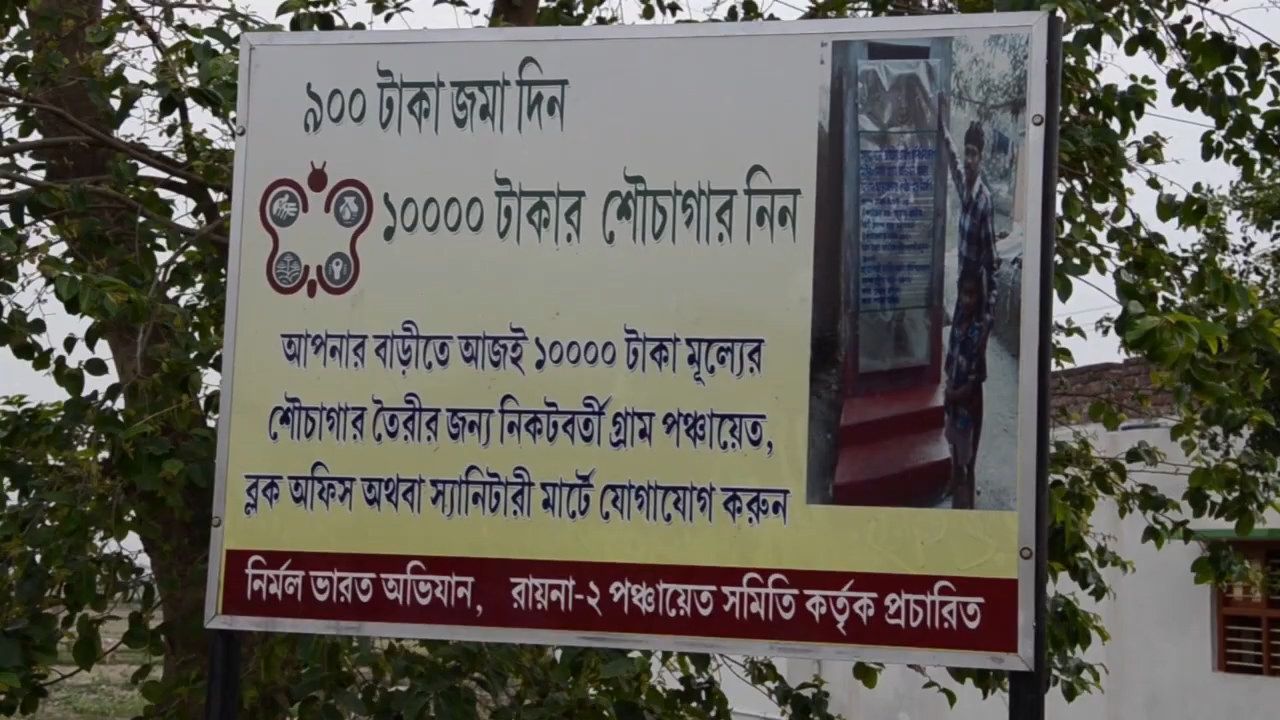 ৯০০ টাকা জমা দিন
১০০০০ টাকার শৌচাগার নিন
আপনার বাড়ীতে আজই ১০০০০ টাকা মূল্যের
শৌচাগার তৈরীর জন্য নিকটবর্তী গ্রাম পঞ্চায়েত,
ব্লক অফিস অথবা স্যানিটারী মার্টে যোগাযোগ করুন
নির্মল ভারত অভিযান, রায়না-২ পঞ্চায়েত সমিতি কর্তৃক প্রচারিত